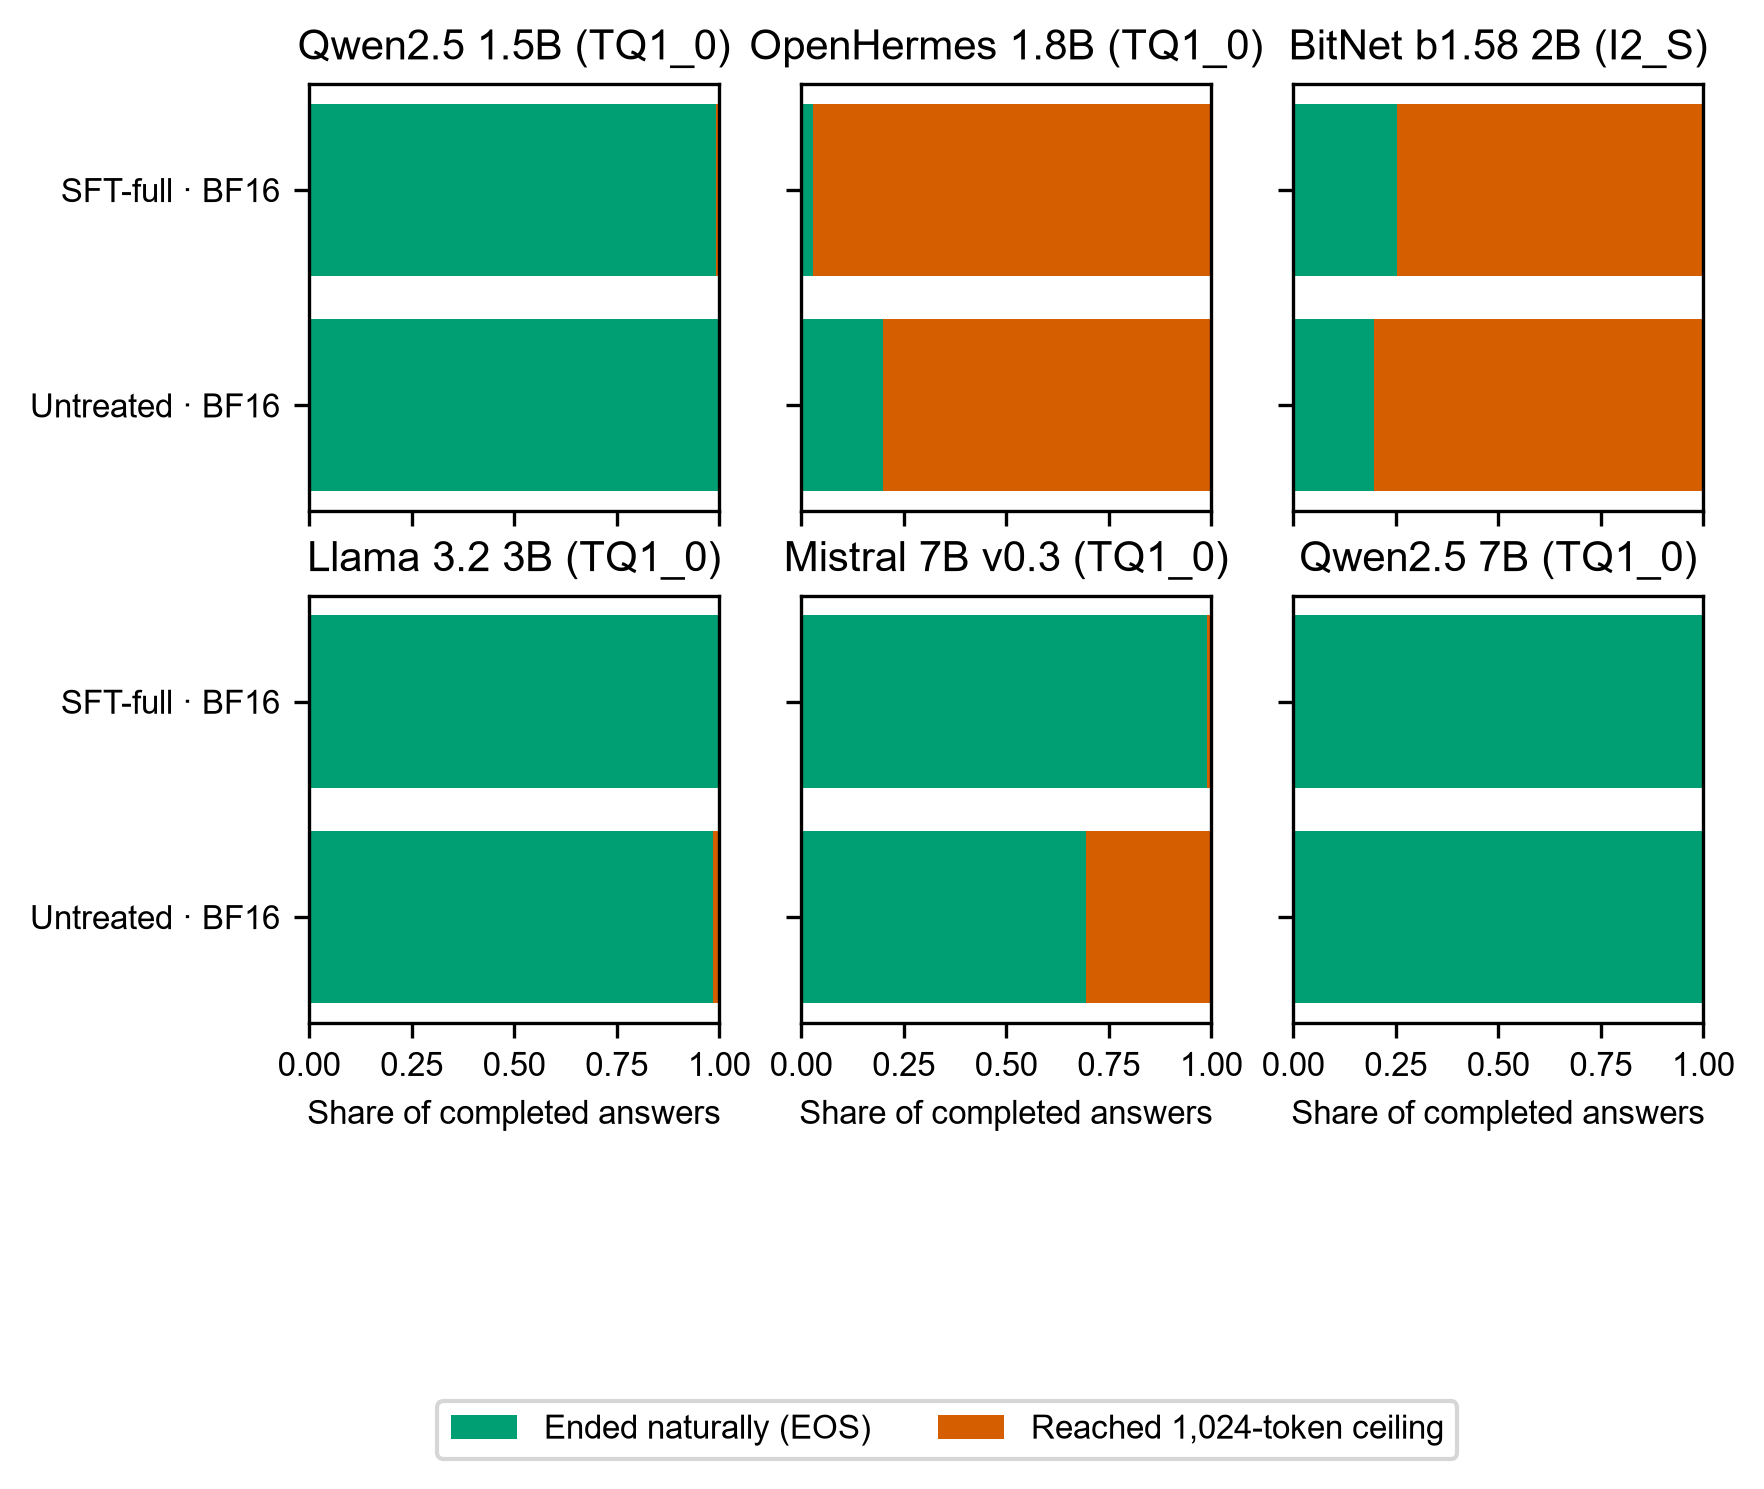 Qwen2.5 1.5B (TQ1_0) OpenHermes 1.8B (TQ1_0) BitNet b1.58 2B (I2_S)
SFT-full · BF16
Untreated · BF16
Llama 3.2 3B (TQ1_0) Mistral 7B v0.3 (TQ1_0) Qwen2.5 7B (TQ1_0)
SFT-full · BF16
Untreated · BF16
0.00 0.25 0.50 0.75 1.00 0.00 0.25 0.50 0.75 1.00 0.00 0.25 0.50 0.75 1.00
Share of completed answers Share of completed answers Share of completed answers
Ended naturally (EOS) Reached 1,024-token ceiling